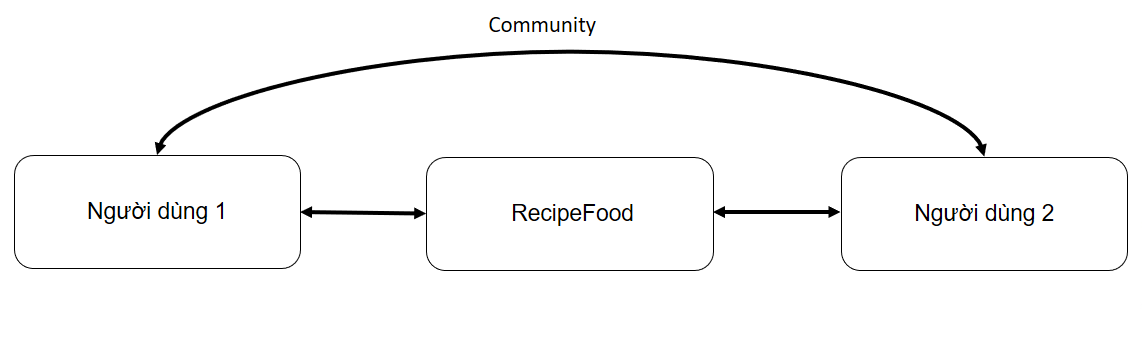 Community
Người dùng 1
RecipeFood
Người dùng 2